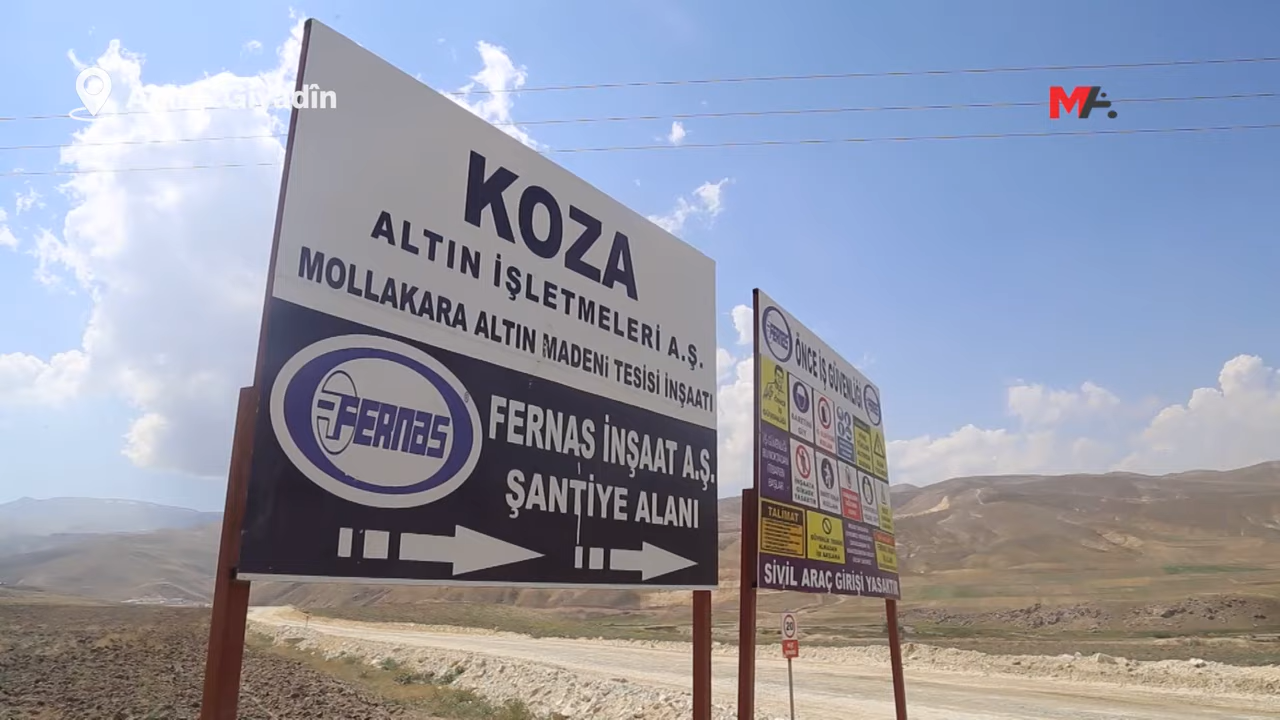 Giyadîn
MA
KOZA
ALTIN İŞLETMELERİ A.Ş.
MOLLAKARA ALTIN MADENİ TESİSİ İNŞAATI
FERNAS
FERNAS İNŞAAT A.Ş.
ŞANTİYE ALANI
FERNAS
ÖNCE İŞ GÜVENLİĞİ
TALİMAT
SİVİL ARAÇ GİRİŞİ YASAKTIR
20